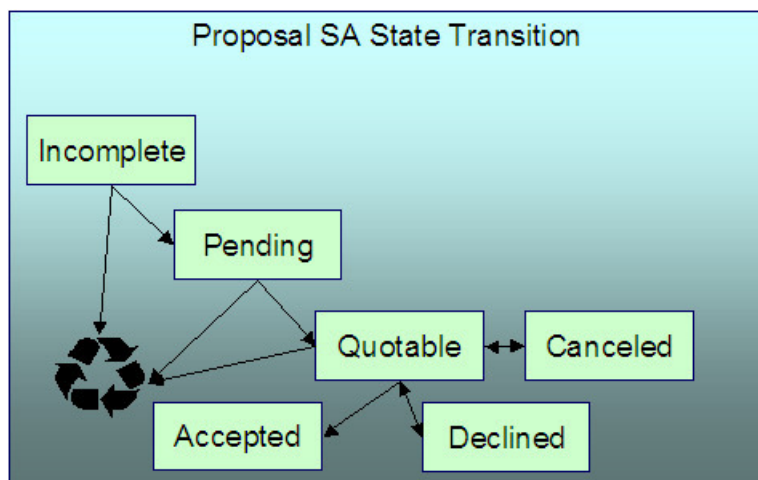 Proposal SA State Transition
Incomplete
Pending
Quotable
Canceled
Accepted
Declined